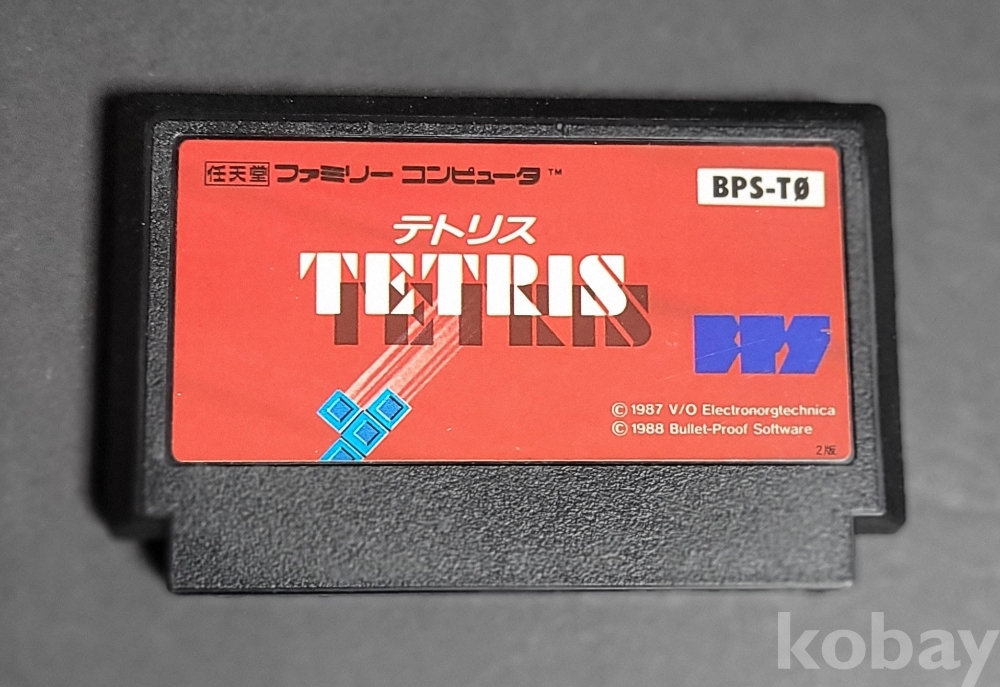 任天堂 ファミリーコンピュータ™
BPS-TØ
テトリス
TETRIS
BPS
© 1987 V/O Electronorgtechnica
© 1988 Bullet-Proof Software
2版
kobay